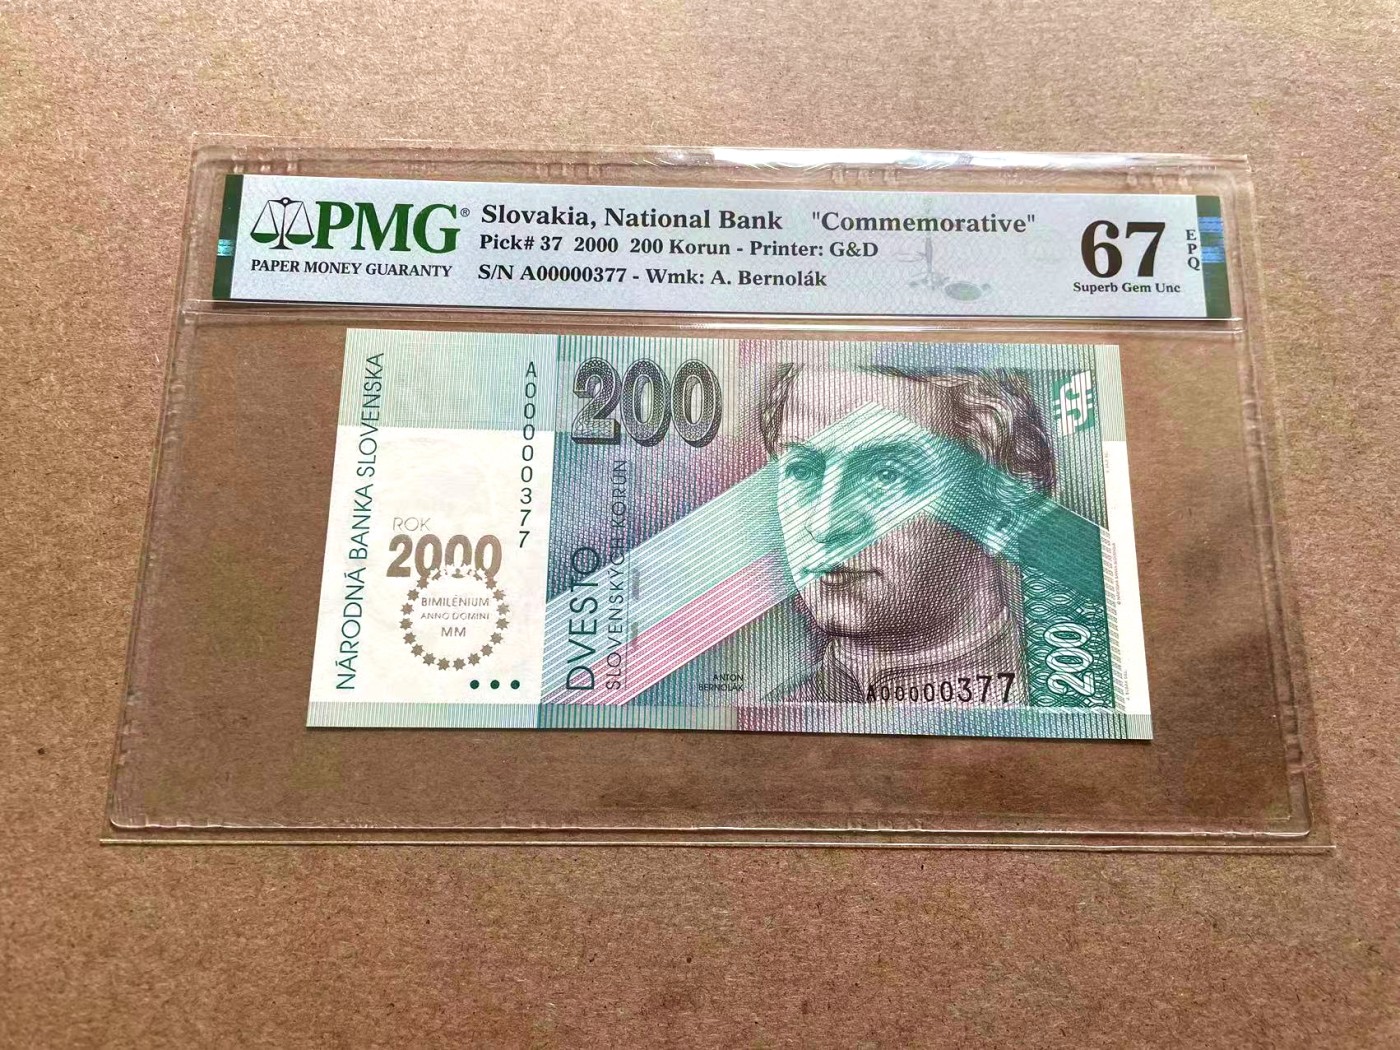 PMG®
PAPER MONEY GUARANTY
Slovakia, National Bank "Commemorative"
Pick# 37 2000 200 Korun - Printer: G&D
S/N A00000377 - Wmk: A. Bernolák
67
EPQ
Superb Gem Unc
NÁRODNÁ BANKA SLOVENSKA
A00000377
ROK
2000
BIMILÉNIUM
ANNO DOMINI
MM
200
DVESTO
SLOVENSKÝCH KORÚN
ANTON
BERNOLÁK
A00000377
200